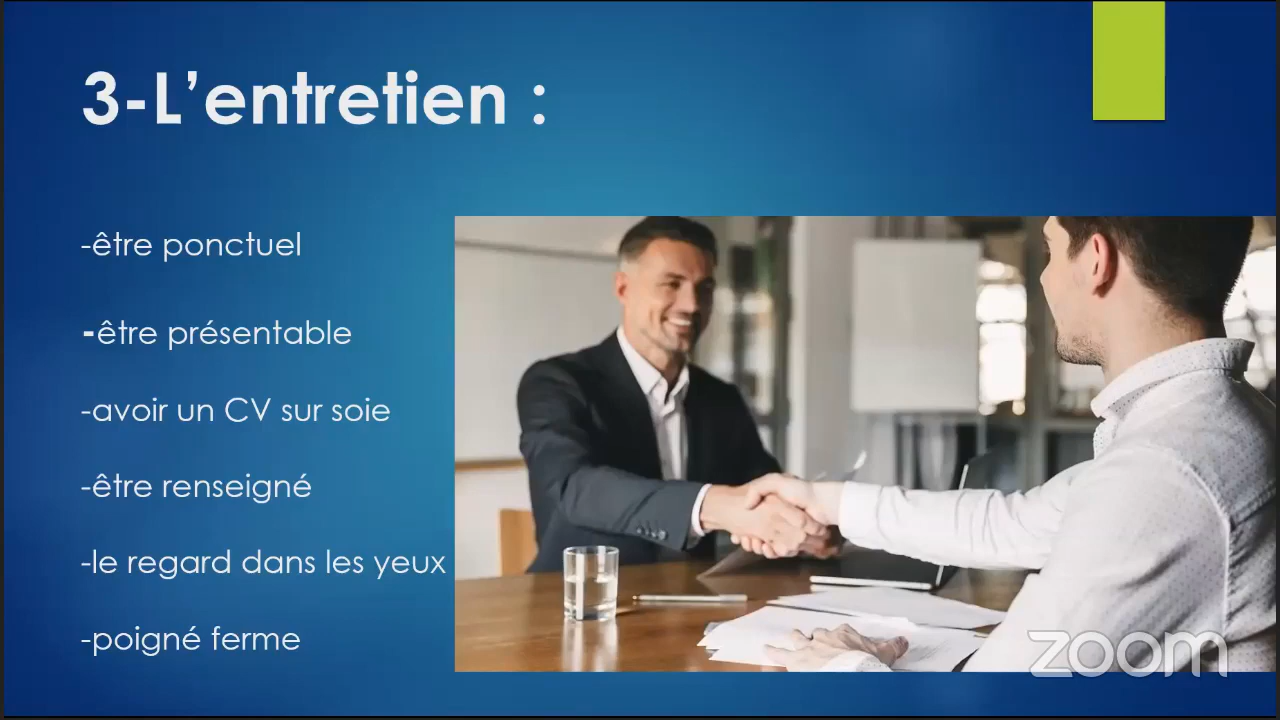 3-L’entretien :
-être ponctuel
-être présentable
-avoir un CV sur soie
-être renseigné
-le regard dans les yeux
-poigné ferme
zoom